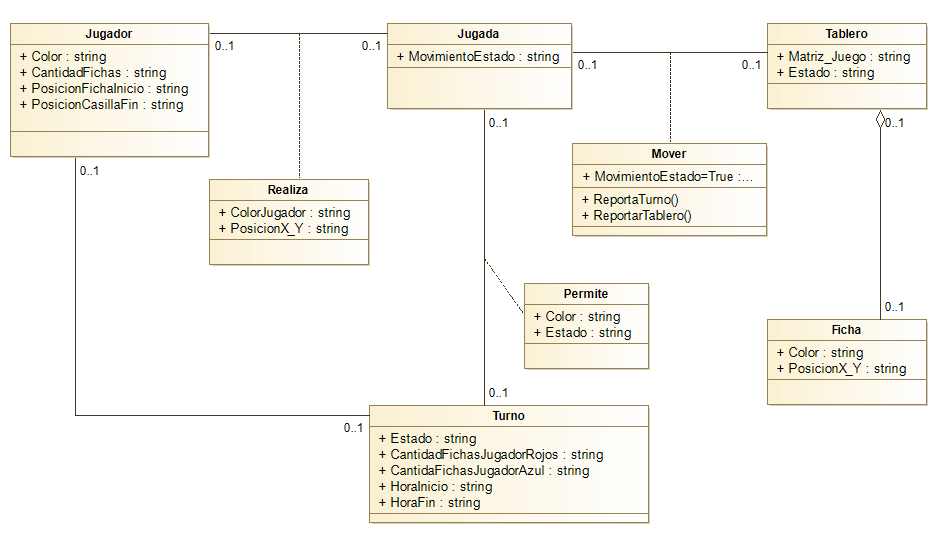 Jugador
+ Color : string
+ CantidadFichas : string
+ PosicionFichaInicio : string
+ PosicionCasillaFin : string
0..1
0..1
Jugada
+ MovimientoEstado : string
0..1
0..1
Tablero
+ Matriz_Juego : string
+ Estado : string
0..1
0..1
0..1
Mover
+ MovimientoEstado=True :...
+ ReportaTurno()
+ ReportarTablero()
Realiza
+ ColorJugador : string
+ PosicionX_Y : string
Permite
+ Color : string
+ Estado : string
0..1
Ficha
+ Color : string
+ PosicionX_Y : string
0..1
0..1
Turno
+ Estado : string
+ CantidadFichasJugadorRojos : string
+ CantidaFichasJugadorAzul : string
+ HoraInicio : string
+ HoraFin : string